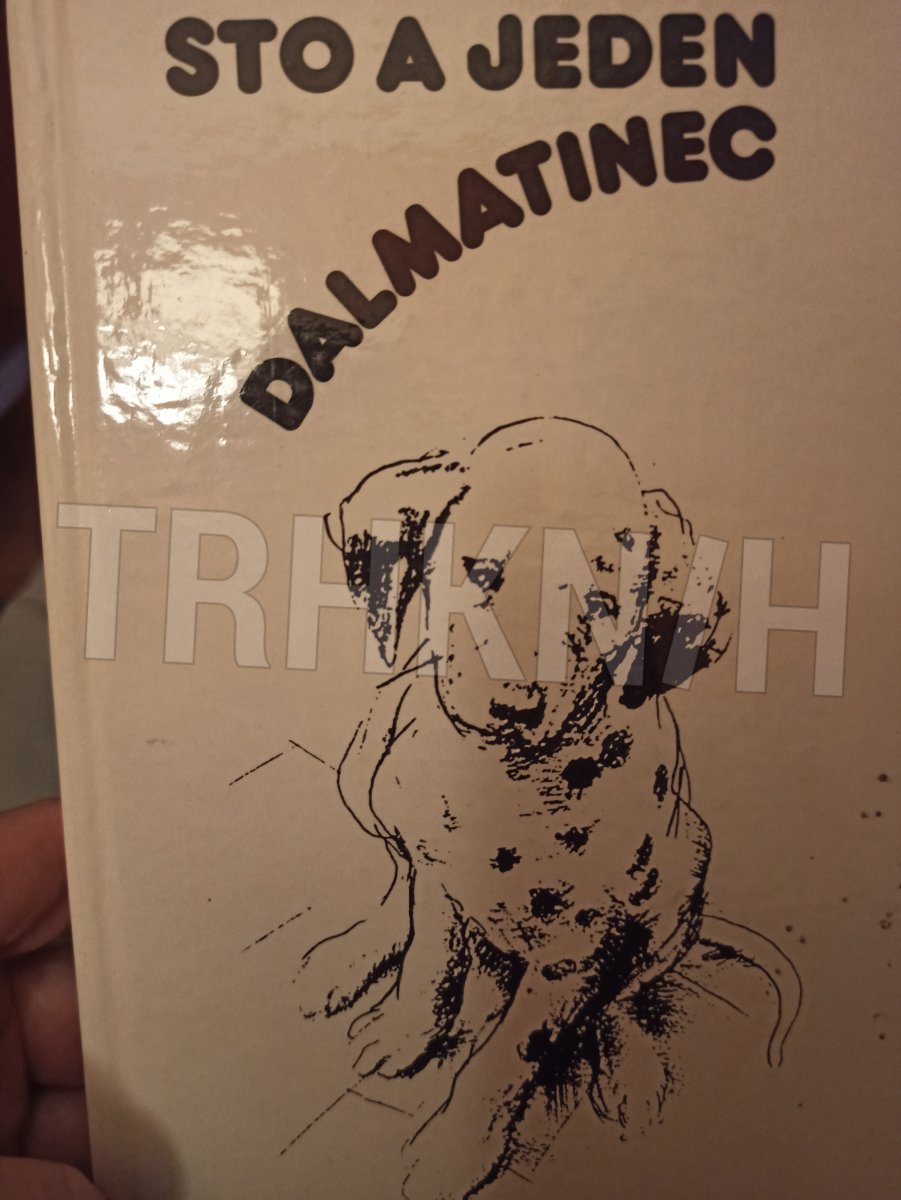 STO A JEDEN
DALMATINEC
TRHKNIH